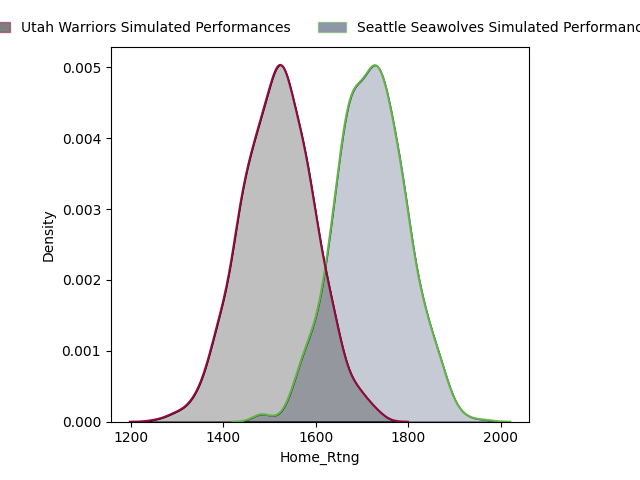 Utah Warriors Simulated Performances
Seattle Seawolves Simulated
0.005
0.004
0.003
0.002
0.001
0.000
Density
1200 1400 1600 1800 2000
Home_Rtng